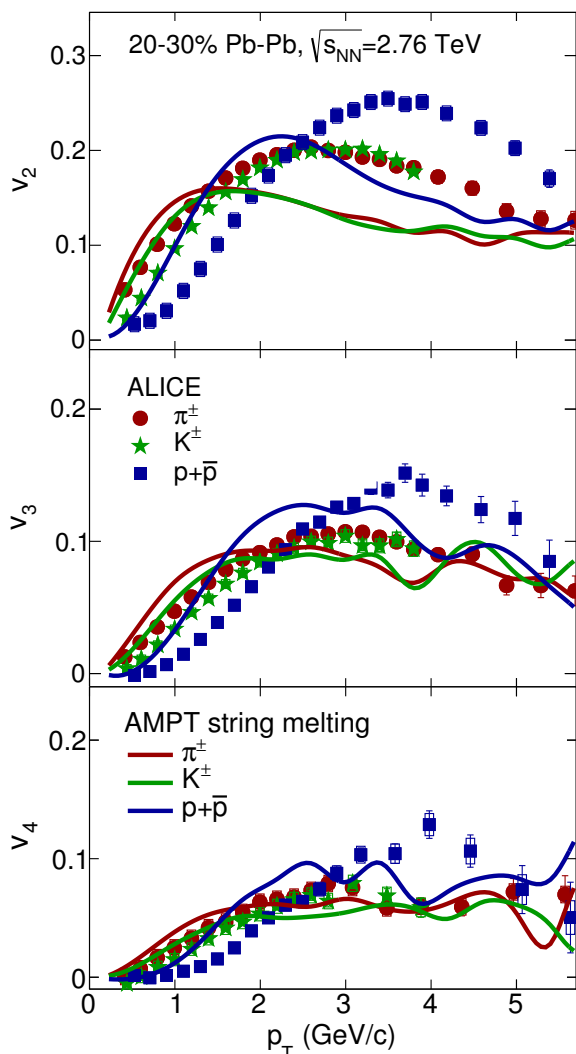 20-30% Pb-Pb, √s_NN=2.76 TeV
0.3
0.2
v₂
0.1
0
ALICE
π±
K±
p+p̅
0.2
v₃
0.1
0
AMPT string melting
π±
K±
p+p̅
0.2
v₄
0.1
0
0 1 2 3 4 5
p_T (GeV/c)